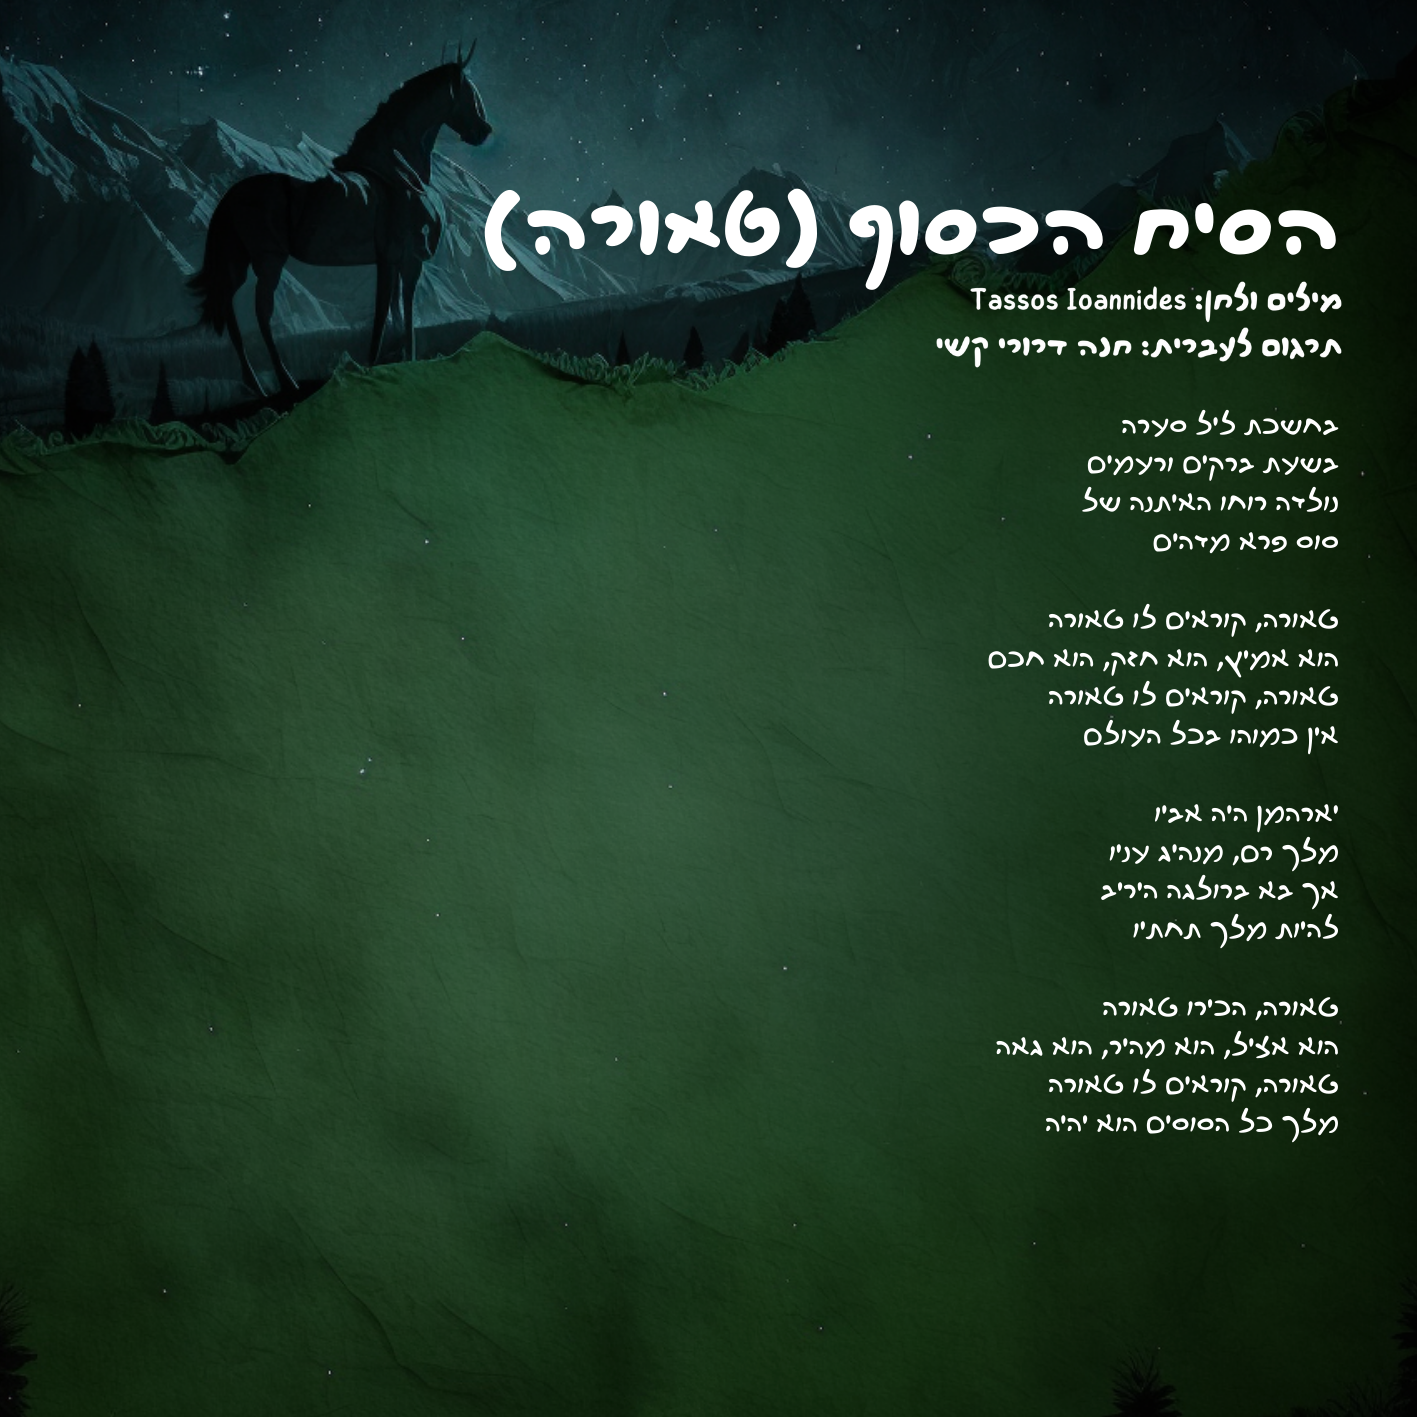 הסיח הכסוף (טאורה)
מילים ולחן: Tassos Ioannides
תרגום לעברית: חנה דרורי קשי
בחשכת ליל סערה
בשעת ברקים ורעמים
נולדה רוחו האיתנה של
סוס פרא מדהים
טאורה, קוראים לו טאורה
הוא אמיץ, הוא חזק, הוא חכם
טאורה, קוראים לו טאורה
אין כמוהו בכל העולם
יארהמן היה אביו
מלך רם, מנהיג עניו
אך בא ברולגה היריב
להיות מלך תחתיו
טאורה, הכירו טאורה
הוא אציל, הוא מהיר, הוא גאה
טאורה, קוראים לו טאורה
מלך כל הסוסים הוא יהיה